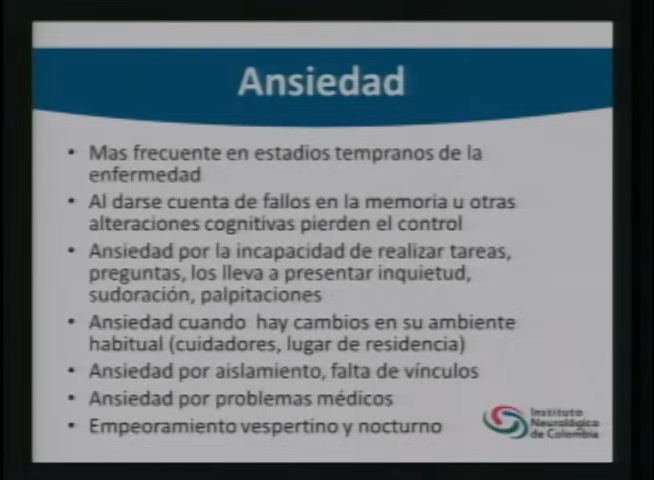 Ansiedad
• Mas frecuente en estadios tempranos de la
enfermedad
• Al darse cuenta de fallos en la memoria u otras
alteraciones cognitivas pierden el control
• Ansiedad por la incapacidad de realizar tareas,
preguntas, los lleva a presentar inquietud,
sudoración, palpitaciones
• Ansiedad cuando hay cambios en su ambiente
habitual (cuidadores, lugar de residencia)
• Ansiedad por aislamiento, falta de vínculos
• Ansiedad por problemas médicos
• Empeoramiento vespertino y nocturno
Instituto
Neurológico
de Colombia